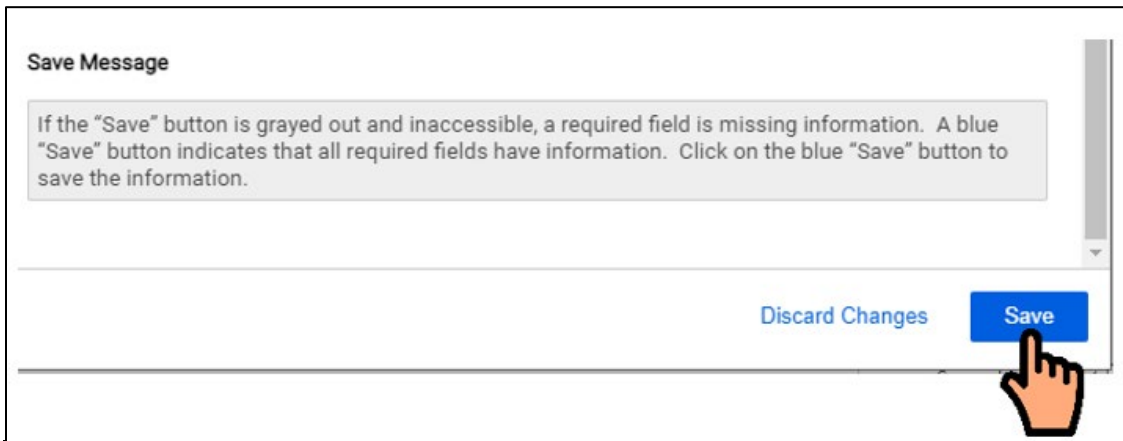 Save Message
If the “Save” button is grayed out and inaccessible, a required field is missing information.  A blue
“Save” button indicates that all required fields have information.  Click on the blue “Save” button to
save the information.
Discard Changes
Save